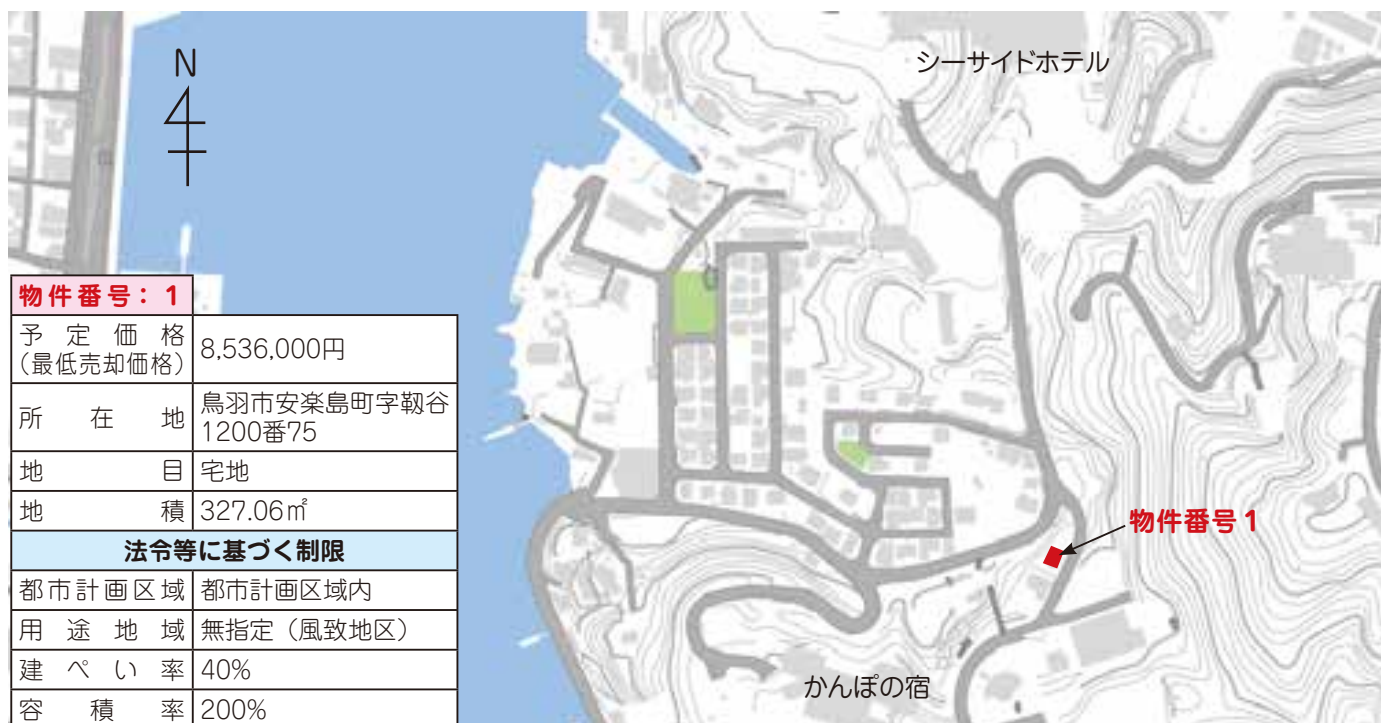 N
シーサイドホテル
物件番号：1
予定価格
(最低売却価格)
8,536,000円
所在地
鳥羽市安楽島町字靱谷
1200番75
地目
宅地
地積
327.06㎡
法令等に基づく制限
都市計画区域
都市計画区域内
用途地域
無指定（風致地区）
建ぺい率
40%
容積率
200%
物件番号1
かんぽの宿